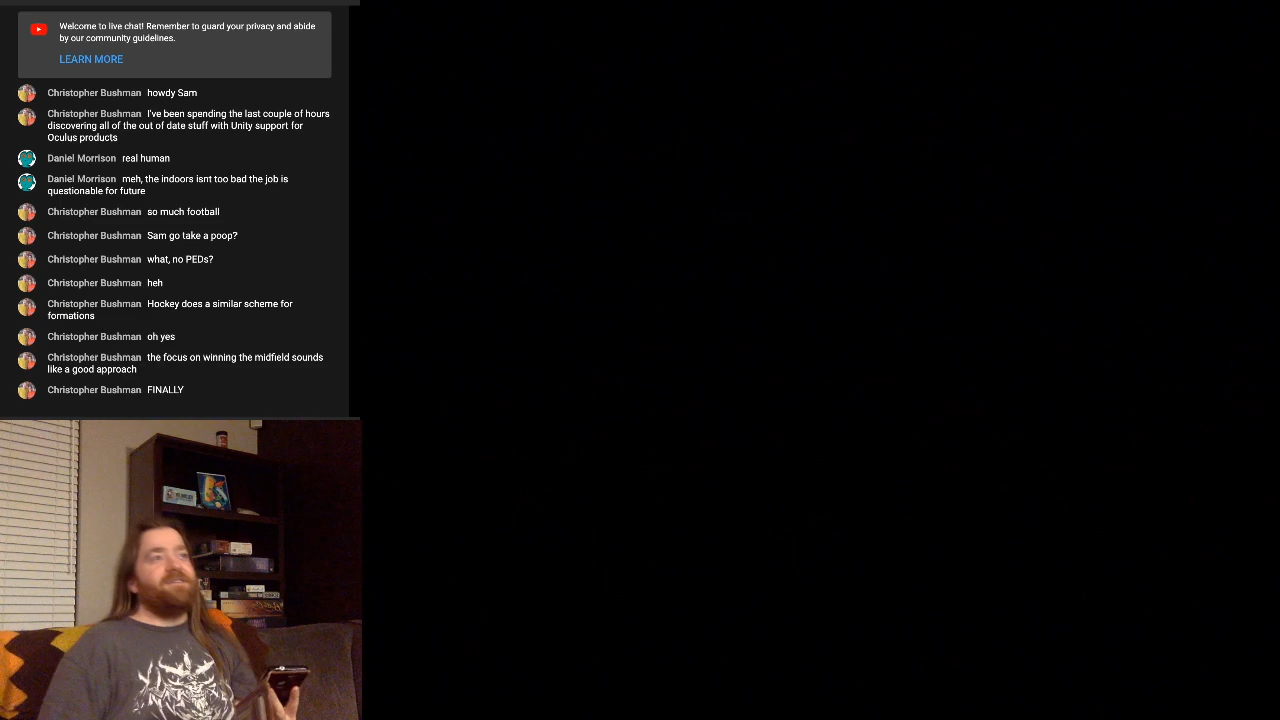 Welcome to live chat! Remember to guard your privacy and abide
by our community guidelines.
LEARN MORE
Christopher Bushman howdy Sam
Christopher Bushman I've been spending the last couple of hours
discovering all of the out of date stuff with Unity support for
Oculus products
Daniel Morrison real human
Daniel Morrison meh, the indoors isnt too bad the job is
questionable for future
Christopher Bushman so much football
Christopher Bushman Sam go take a poop?
Christopher Bushman what, no PEDs?
Christopher Bushman heh
Christopher Bushman Hockey does a similar scheme for
formations
Christopher Bushman oh yes
Christopher Bushman the focus on winning the midfield sounds
like a good approach
Christopher Bushman FINALLY